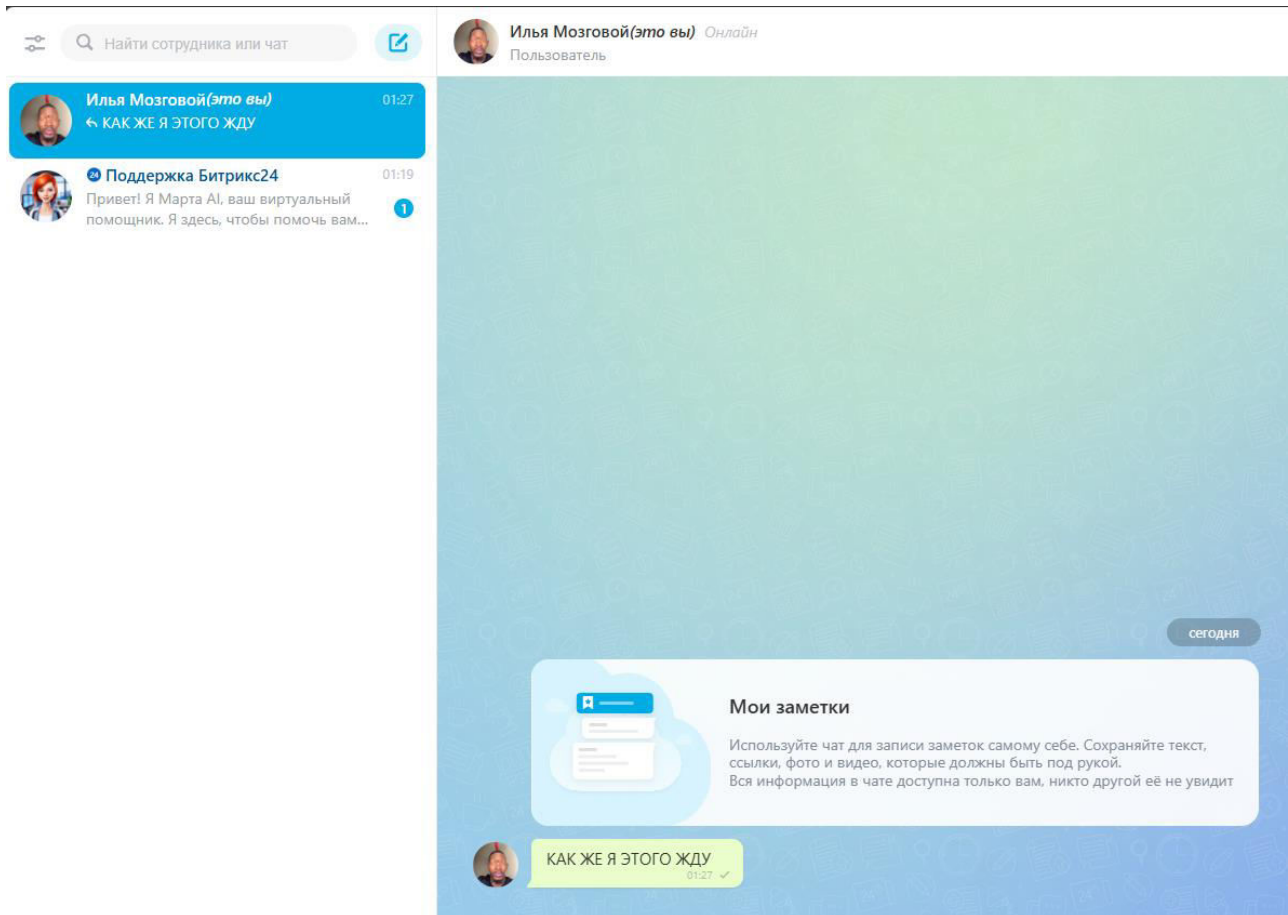 Найти сотрудника или чат
Илья Мозговой(это вы) 01:27
КАК ЖЕ Я ЭТОГО ЖДУ
24 Поддержка Битрикс24 01:19
Привет! Я Марта AI, ваш виртуальный
помощник. Я здесь, чтобы помочь вам...
1
Илья Мозговой(это вы) Онлайн
Пользователь
сегодня
Мои заметки
Используйте чат для записи заметок самому себе. Сохраняйте текст,
ссылки, фото и видео, которые должны быть под рукой.
Вся информация в чате доступна только вам, никто другой её не увидит
КАК ЖЕ Я ЭТОГО ЖДУ
01:27